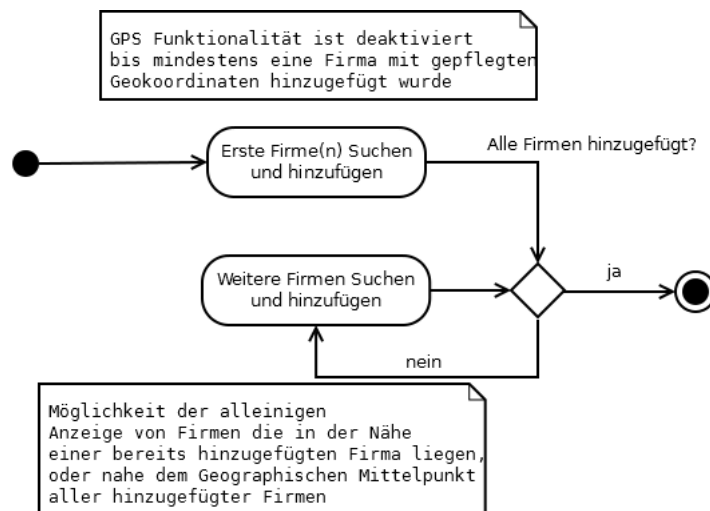 GPS Funktionalität ist deaktiviert
bis mindestens eine Firma mit gepflegten
Geokoordinaten hinzugefügt wurde
Erste Firme(n) Suchen
und hinzufügen
Alle Firmen hinzugefügt?
Weitere Firmen Suchen
und hinzufügen
ja
nein
Möglichkeit der alleinigen
Anzeige von Firmen die in der Nähe
einer bereits hinzugefügten Firma liegen,
oder nahe dem Geographischen Mittelpunkt
aller hinzugefügter Firmen